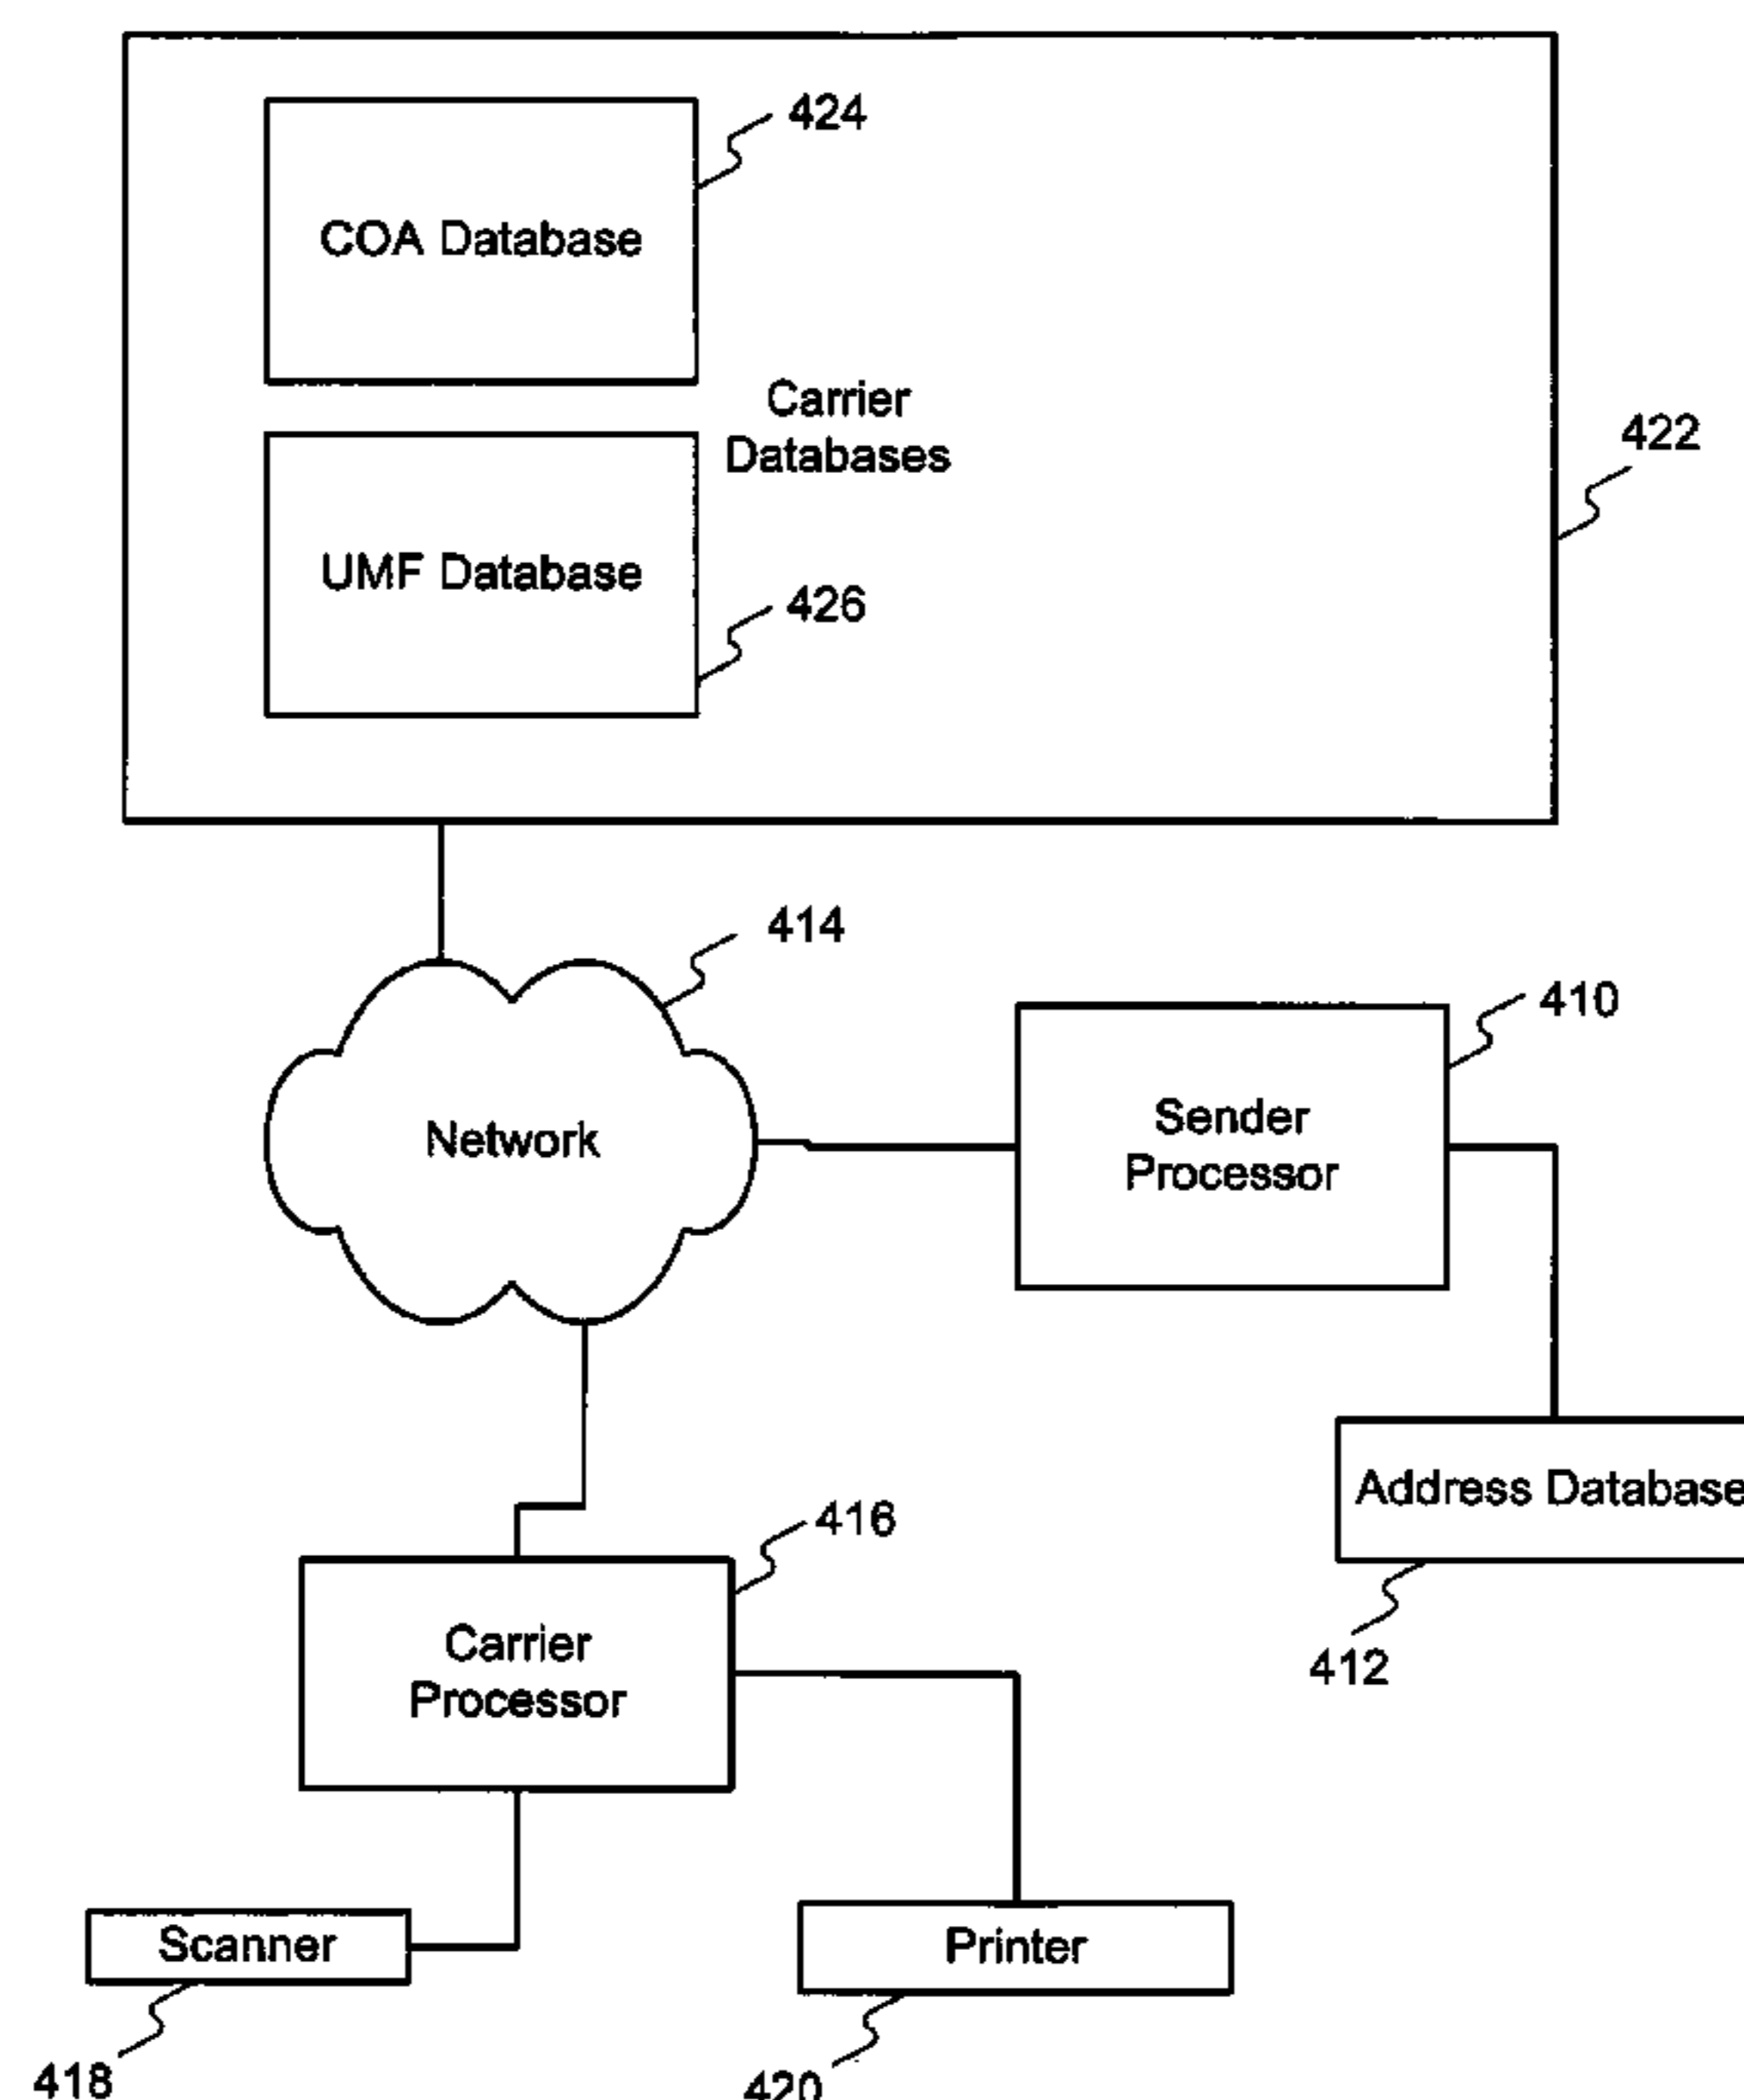 424
COA Database
Carrier
Databases
422
UMF Database
426
414
410
Network
Sender
Processor
Address Database
416
Carrier
Processor
412
Scanner
Printer
418
420